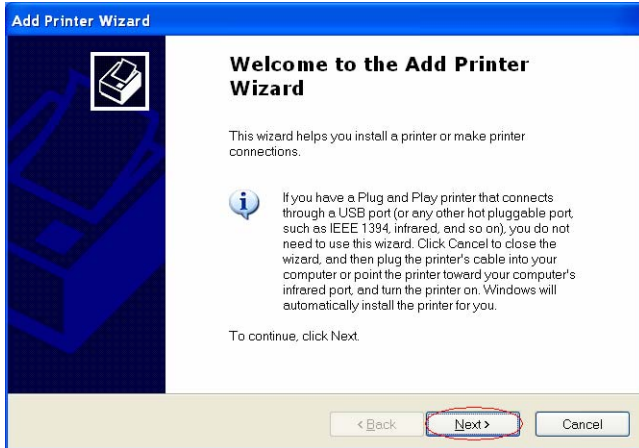 Add Printer Wizard
Welcome to the Add Printer
Wizard
This wizard helps you install a printer or make printer
connections.
If you have a Plug and Play printer that connects
through a USB port (or any other hot pluggable port,
such as IEEE 1394, infrared, and so on), you do not
need to use this wizard. Click Cancel to close the
wizard, and then plug the printer's cable into your
computer or point the printer toward your computer's
infrared port, and turn the printer on. Windows will
automatically install the printer for you.
To continue, click Next.
< Back Next > Cancel